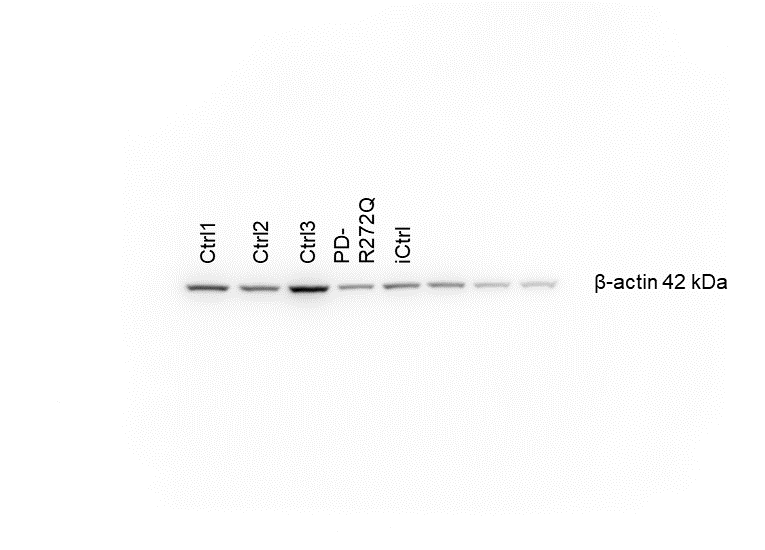 Ctrl1
Ctrl2
Ctrl3
PD-
R272Q
iCtrl
β-actin 42 kDa